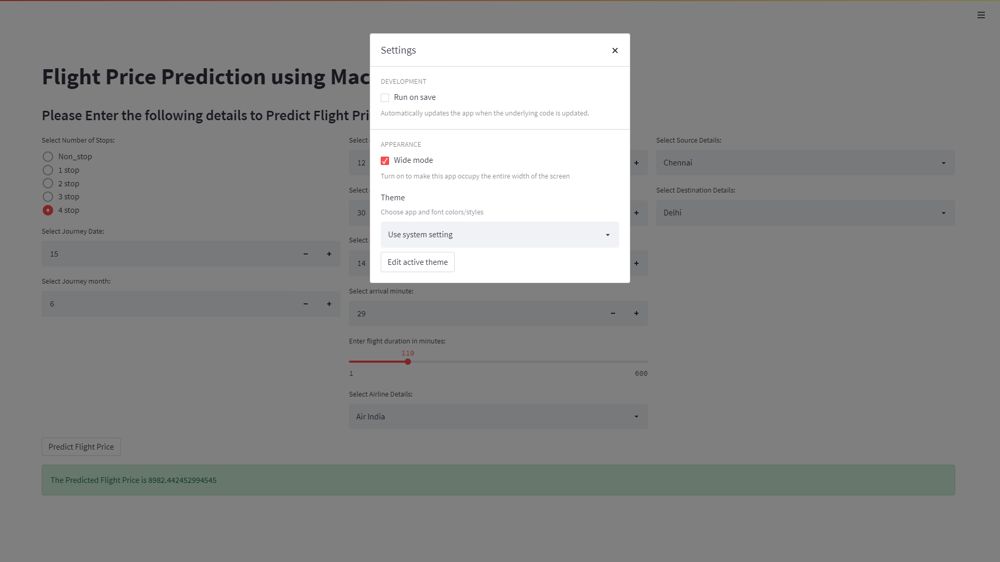 Settings
DEVELOPMENT
Run on save
Automatically updates the app when the underlying code is updated.
APPEARANCE
Wide mode
Turn on to make this app occupy the entire width of the screen
Theme
Choose app and font colors/styles
Use system setting
Edit active theme
Flight Price Prediction using Mac
Please Enter the following details to Predict Flight Pri
Select Number of Stops:
Non_stop
1 stop
2 stop
3 stop
4 stop
Select Journey Date:
15
Select Journey month:
6
Select
12
Select
30
Select
14
Select arrival minute:
29
Enter flight duration in minutes:
119
1 600
Select Airline Details:
Air India
Select Source Details:
Chennai
Select Destination Details:
Delhi
Predict Flight Price
The Predicted Flight Price is 8982.442452994545